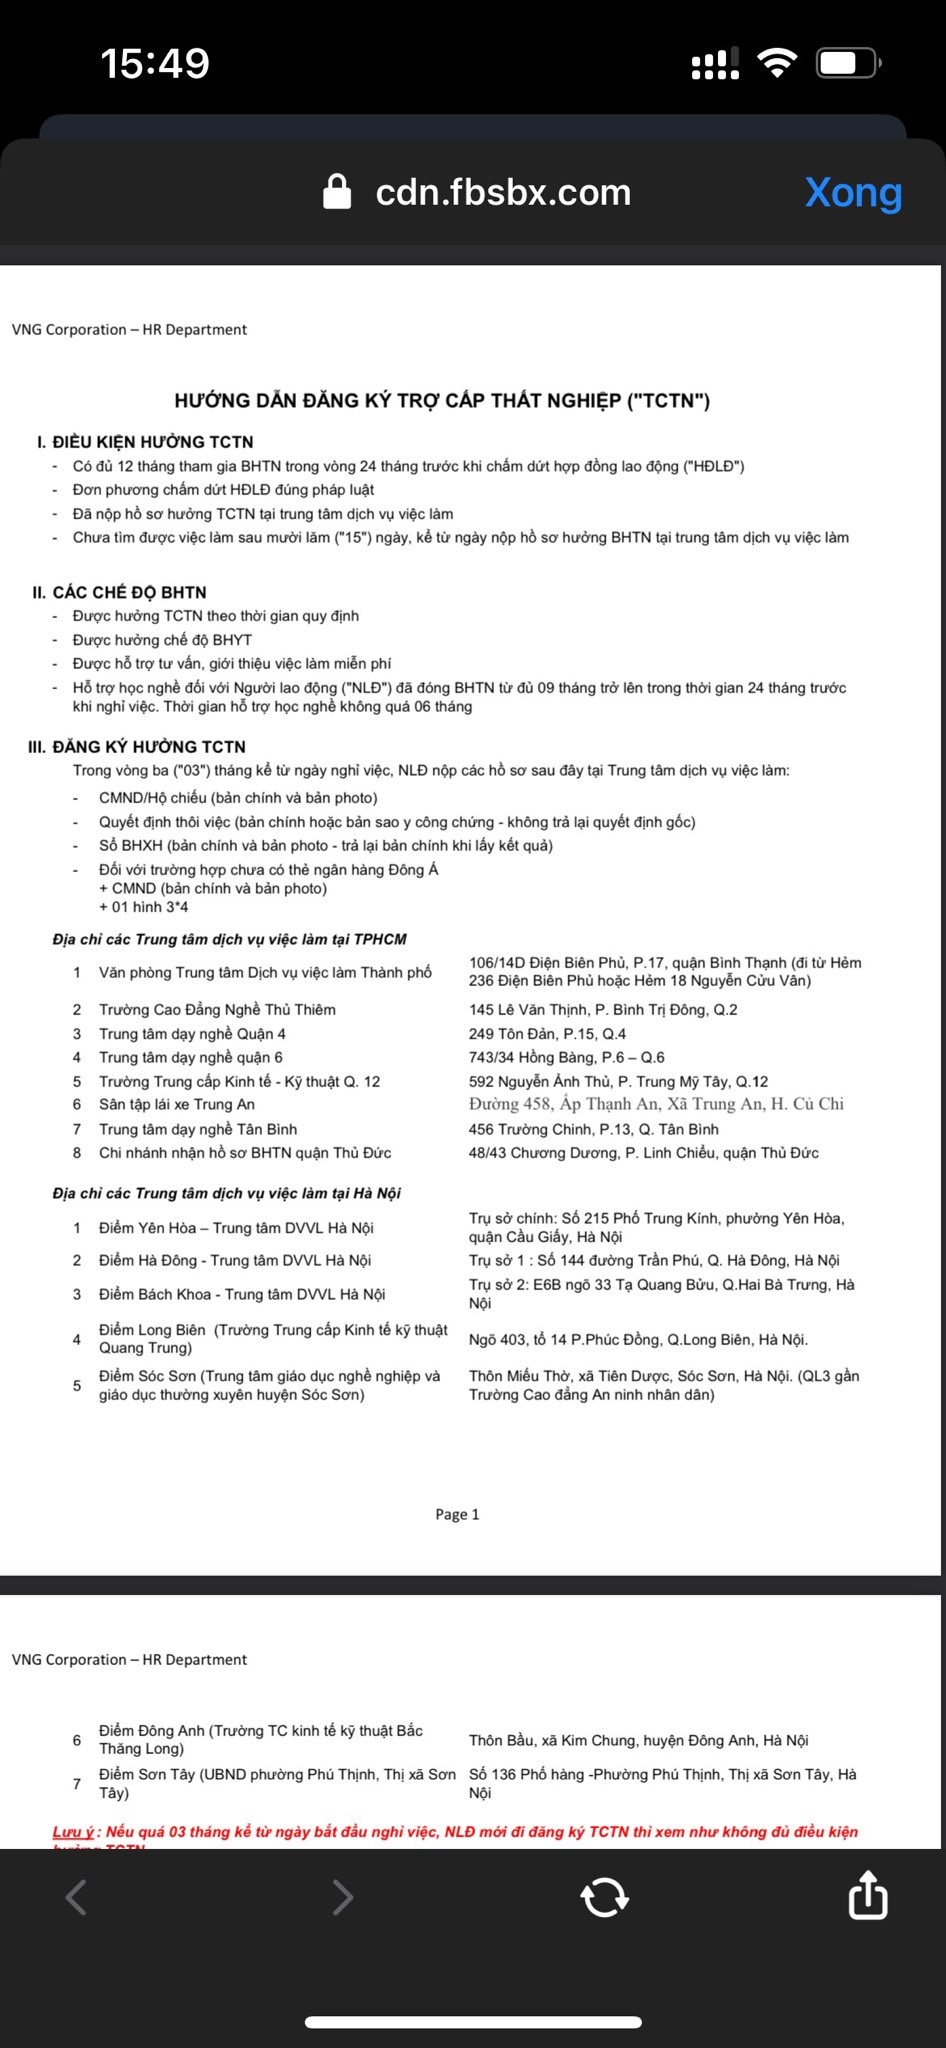 15:49
cdn.fbsbx.com
Xong
VNG Corporation – HR Department
HƯỚNG DẪN ĐĂNG KÝ TRỢ CẤP THẤT NGHIỆP ("TCTN")
I. ĐIỀU KIỆN HƯỞNG TCTN
- Có đủ 12 tháng tham gia BHTN trong vòng 24 tháng trước khi chấm dứt hợp đồng lao động ("HĐLĐ")
- Đơn phương chấm dứt HĐLĐ đúng pháp luật
- Đã nộp hồ sơ hưởng TCTN tại trung tâm dịch vụ việc làm
- Chưa tìm được việc làm sau mười lăm ("15") ngày, kể từ ngày nộp hồ sơ hưởng BHTN tại trung tâm dịch vụ việc làm
II. CÁC CHẾ ĐỘ BHTN
- Được hưởng TCTN theo thời gian quy định
- Được hưởng chế độ BHYT
- Được hỗ trợ tư vấn, giới thiệu việc làm miễn phí
- Hỗ trợ học nghề đối với Người lao động ("NLĐ") đã đóng BHTN từ đủ 09 tháng trở lên trong thời gian 24 tháng trước
khi nghỉ việc. Thời gian hỗ trợ học nghề không quá 06 tháng
III. ĐĂNG KÝ HƯỞNG TCTN
Trong vòng ba ("03") tháng kể từ ngày nghỉ việc, NLĐ nộp các hồ sơ sau đây tại Trung tâm dịch vụ việc làm:
- CMND/Hộ chiếu (bản chính và bản photo)
- Quyết định thôi việc (bản chính hoặc bản sao y công chứng - không trả lại quyết định gốc)
- Sổ BHXH (bản chính và bản photo - trả lại bản chính khi lấy kết quả)
- Đối với trường hợp chưa có thẻ ngân hàng Đông Á
+ CMND (bản chính và bản photo)
+ 01 hình 3*4
Địa chỉ các Trung tâm dịch vụ việc làm tại TPHCM
1 Văn phòng Trung tâm Dịch vụ việc làm Thành phố 106/14D Điện Biên Phủ, P.17, quận Bình Thạnh (đi từ Hẻm
236 Điện Biên Phủ hoặc Hẻm 18 Nguyễn Cửu Vân)
2 Trường Cao Đẳng Nghề Thủ Thiêm 145 Lê Văn Thịnh, P. Bình Trị Đông, Q.2
3 Trung tâm dạy nghề Quận 4 249 Tôn Đản, P.15, Q.4
4 Trung tâm dạy nghề quận 6 743/34 Hồng Bàng, P.6 – Q.6
5 Trường Trung cấp Kinh tế - Kỹ thuật Q. 12 592 Nguyễn Ảnh Thủ, P. Trung Mỹ Tây, Q.12
6 Sân tập lái xe Trung An Đường 458, Ấp Thạnh An, Xã Trung An, H. Củ Chi
7 Trung tâm dạy nghề Tân Bình 456 Trường Chinh, P.13, Q. Tân Bình
8 Chi nhánh nhận hồ sơ BHTN quận Thủ Đức 48/43 Chương Dương, P. Linh Chiểu, quận Thủ Đức
Địa chỉ các Trung tâm dịch vụ việc làm tại Hà Nội
1 Điểm Yên Hòa – Trung tâm DVVL Hà Nội Trụ sở chính: Số 215 Phố Trung Kính, phường Yên Hòa,
quận Cầu Giấy, Hà Nội
2 Điểm Hà Đông - Trung tâm DVVL Hà Nội Trụ sở 1 : Số 144 đường Trần Phú, Q. Hà Đông, Hà Nội
3 Điểm Bách Khoa - Trung tâm DVVL Hà Nội Trụ sở 2: E6B ngõ 33 Tạ Quang Bửu, Q.Hai Bà Trưng, Hà
Nội
4 Điểm Long Biên (Trường Trung cấp Kinh tế kỹ thuật
Quang Trung) Ngõ 403, tổ 14 P.Phúc Đồng, Q.Long Biên, Hà Nội.
5 Điểm Sóc Sơn (Trung tâm giáo dục nghề nghiệp và
giáo dục thường xuyên huyện Sóc Sơn) Thôn Miếu Thờ, xã Tiên Dược, Sóc Sơn, Hà Nội. (QL3 gần
Trường Cao đẳng An ninh nhân dân)
Page 1
VNG Corporation – HR Department
6 Điểm Đông Anh (Trường TC kinh tế kỹ thuật Bắc
Thăng Long) Thôn Bầu, xã Kim Chung, huyện Đông Anh, Hà Nội
7 Điểm Sơn Tây (UBND phường Phú Thịnh, Thị xã Sơn
Tây) Số 136 Phố hàng -Phường Phú Thịnh, Thị xã Sơn Tây, Hà
Nội
Lưu ý: Nếu quá 03 tháng kể từ ngày bắt đầu nghỉ việc, NLĐ mới đi đăng ký TCTN thì xem như không đủ điều kiện